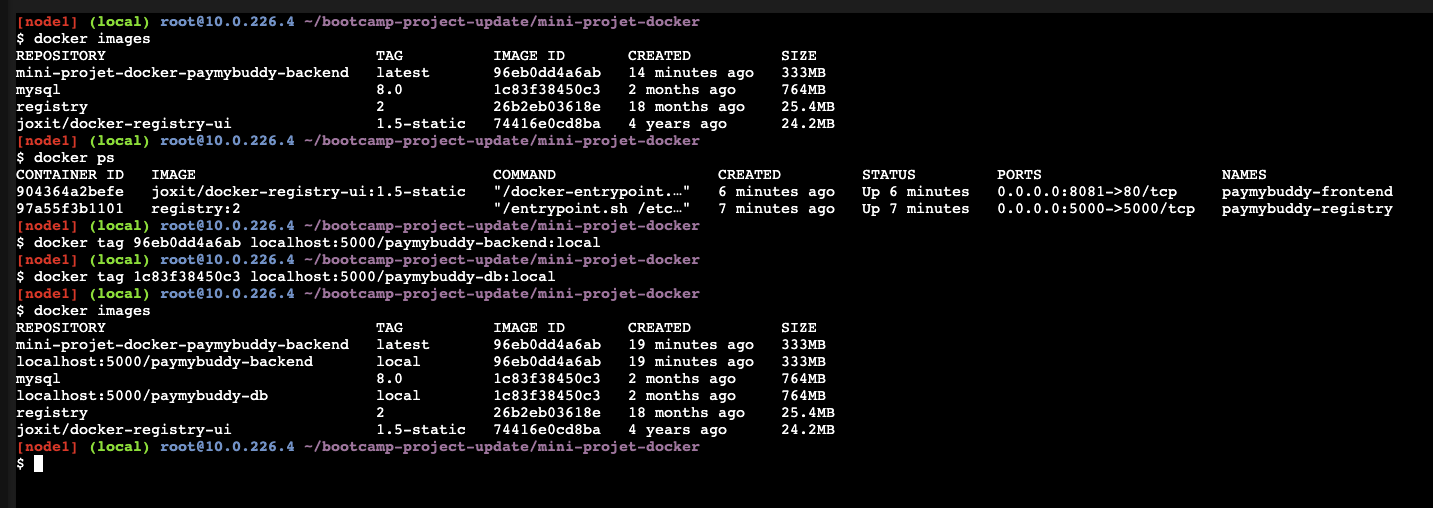 [node1] (local) root@10.0.226.4 ~/bootcamp-project-update/mini-projet-docker
$ docker images
REPOSITORY                              TAG          IMAGE ID       CREATED          SIZE
mini-projet-docker-paymybuddy-backend   latest       96eb0dd4a6ab   14 minutes ago   333MB
mysql                                   8.0          1c83f38450c3   2 months ago     764MB
registry                                2            26b2eb03618e   18 months ago    25.4MB
joxit/docker-registry-ui                1.5-static   74416e0cd8ba   4 years ago      24.2MB
[node1] (local) root@10.0.226.4 ~/bootcamp-project-update/mini-projet-docker
$ docker ps
CONTAINER ID   IMAGE                                 COMMAND                  CREATED         STATUS         PORTS                    NAMES
904364a2befe   joxit/docker-registry-ui:1.5-static   "/docker-entrypoint.…"   6 minutes ago   Up 6 minutes   0.0.0.0:8081->80/tcp     paymybuddy-frontend
97a55f3b1101   registry:2                            "/entrypoint.sh /etc…"   7 minutes ago   Up 7 minutes   0.0.0.0:5000->5000/tcp   paymybuddy-registry
[node1] (local) root@10.0.226.4 ~/bootcamp-project-update/mini-projet-docker
$ docker tag 96eb0dd4a6ab localhost:5000/paymybuddy-backend:local
[node1] (local) root@10.0.226.4 ~/bootcamp-project-update/mini-projet-docker
$ docker tag 1c83f38450c3 localhost:5000/paymybuddy-db:local
[node1] (local) root@10.0.226.4 ~/bootcamp-project-update/mini-projet-docker
$ docker images
REPOSITORY                              TAG          IMAGE ID       CREATED          SIZE
mini-projet-docker-paymybuddy-backend   latest       96eb0dd4a6ab   19 minutes ago   333MB
localhost:5000/paymybuddy-backend       local        96eb0dd4a6ab   19 minutes ago   333MB
mysql                                   8.0          1c83f38450c3   2 months ago     764MB
localhost:5000/paymybuddy-db            local        1c83f38450c3   2 months ago     764MB
registry                                2            26b2eb03618e   18 months ago    25.4MB
joxit/docker-registry-ui                1.5-static   74416e0cd8ba   4 years ago      24.2MB
[node1] (local) root@10.0.226.4 ~/bootcamp-project-update/mini-projet-docker
$